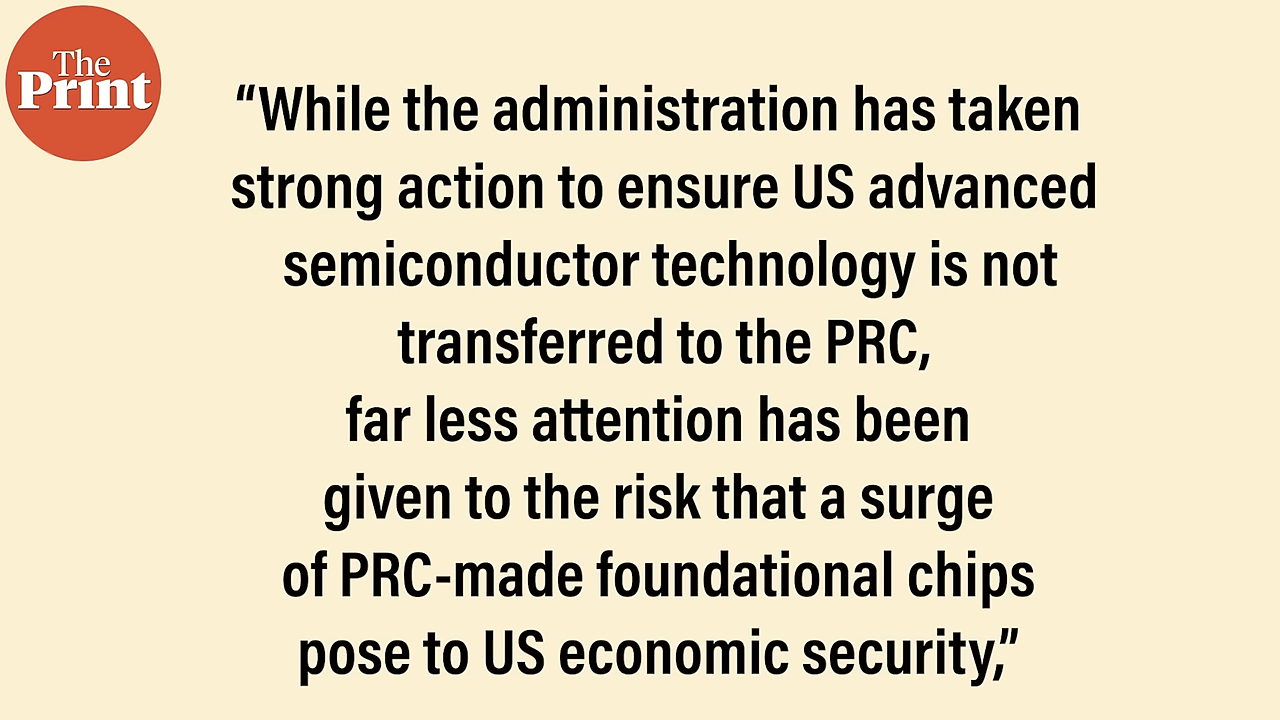 The
Print
“While the administration has taken
strong action to ensure US advanced
semiconductor technology is not
transferred to the PRC,
far less attention has been
given to the risk that a surge
of PRC-made foundational chips
pose to US economic security,”